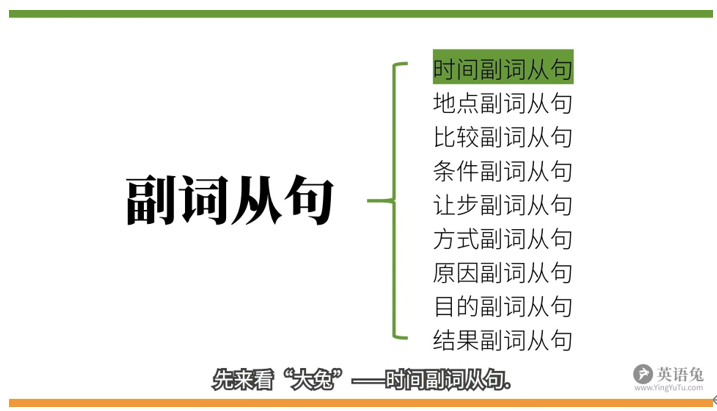 副词从句
时间副词从句
地点副词从句
比较副词从句
条件副词从句
让步副词从句
方式副词从句
原因副词从句
目的副词从句
结果副词从句
先来看“大兔”——时间副词从句.
英语兔
www.YingYuTu.com